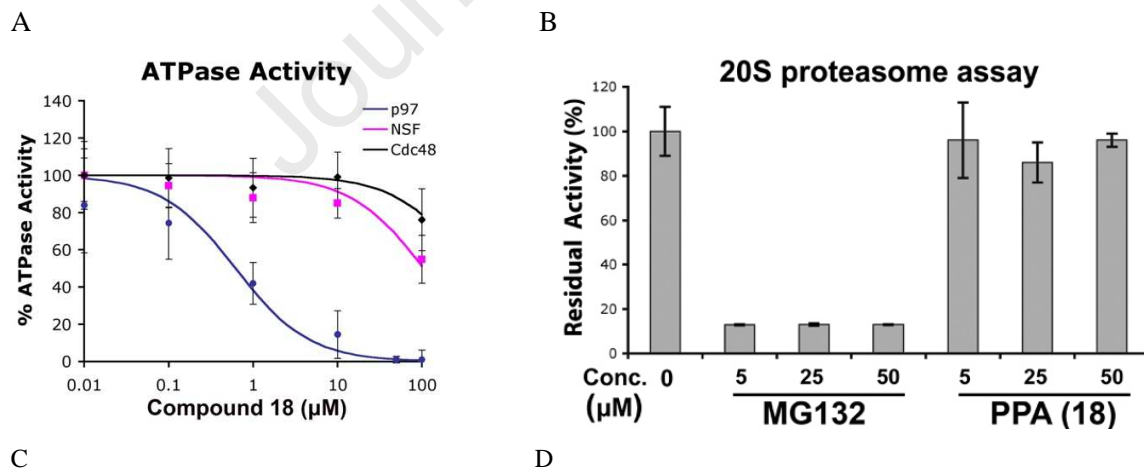 A
B
Jour
ATPase Activity
140
120
100
80
60
40
20
0
% ATPase Activity
p97
NSF
Cdc48
0.01 0.1 1 10 100
Compound 18 (µM)
20S proteasome assay
120
100
80
60
40
20
0
Residual Activity (%)
Conc. 0 5 25 50 5 25 50
(µM) MG132 PPA (18)
C
D